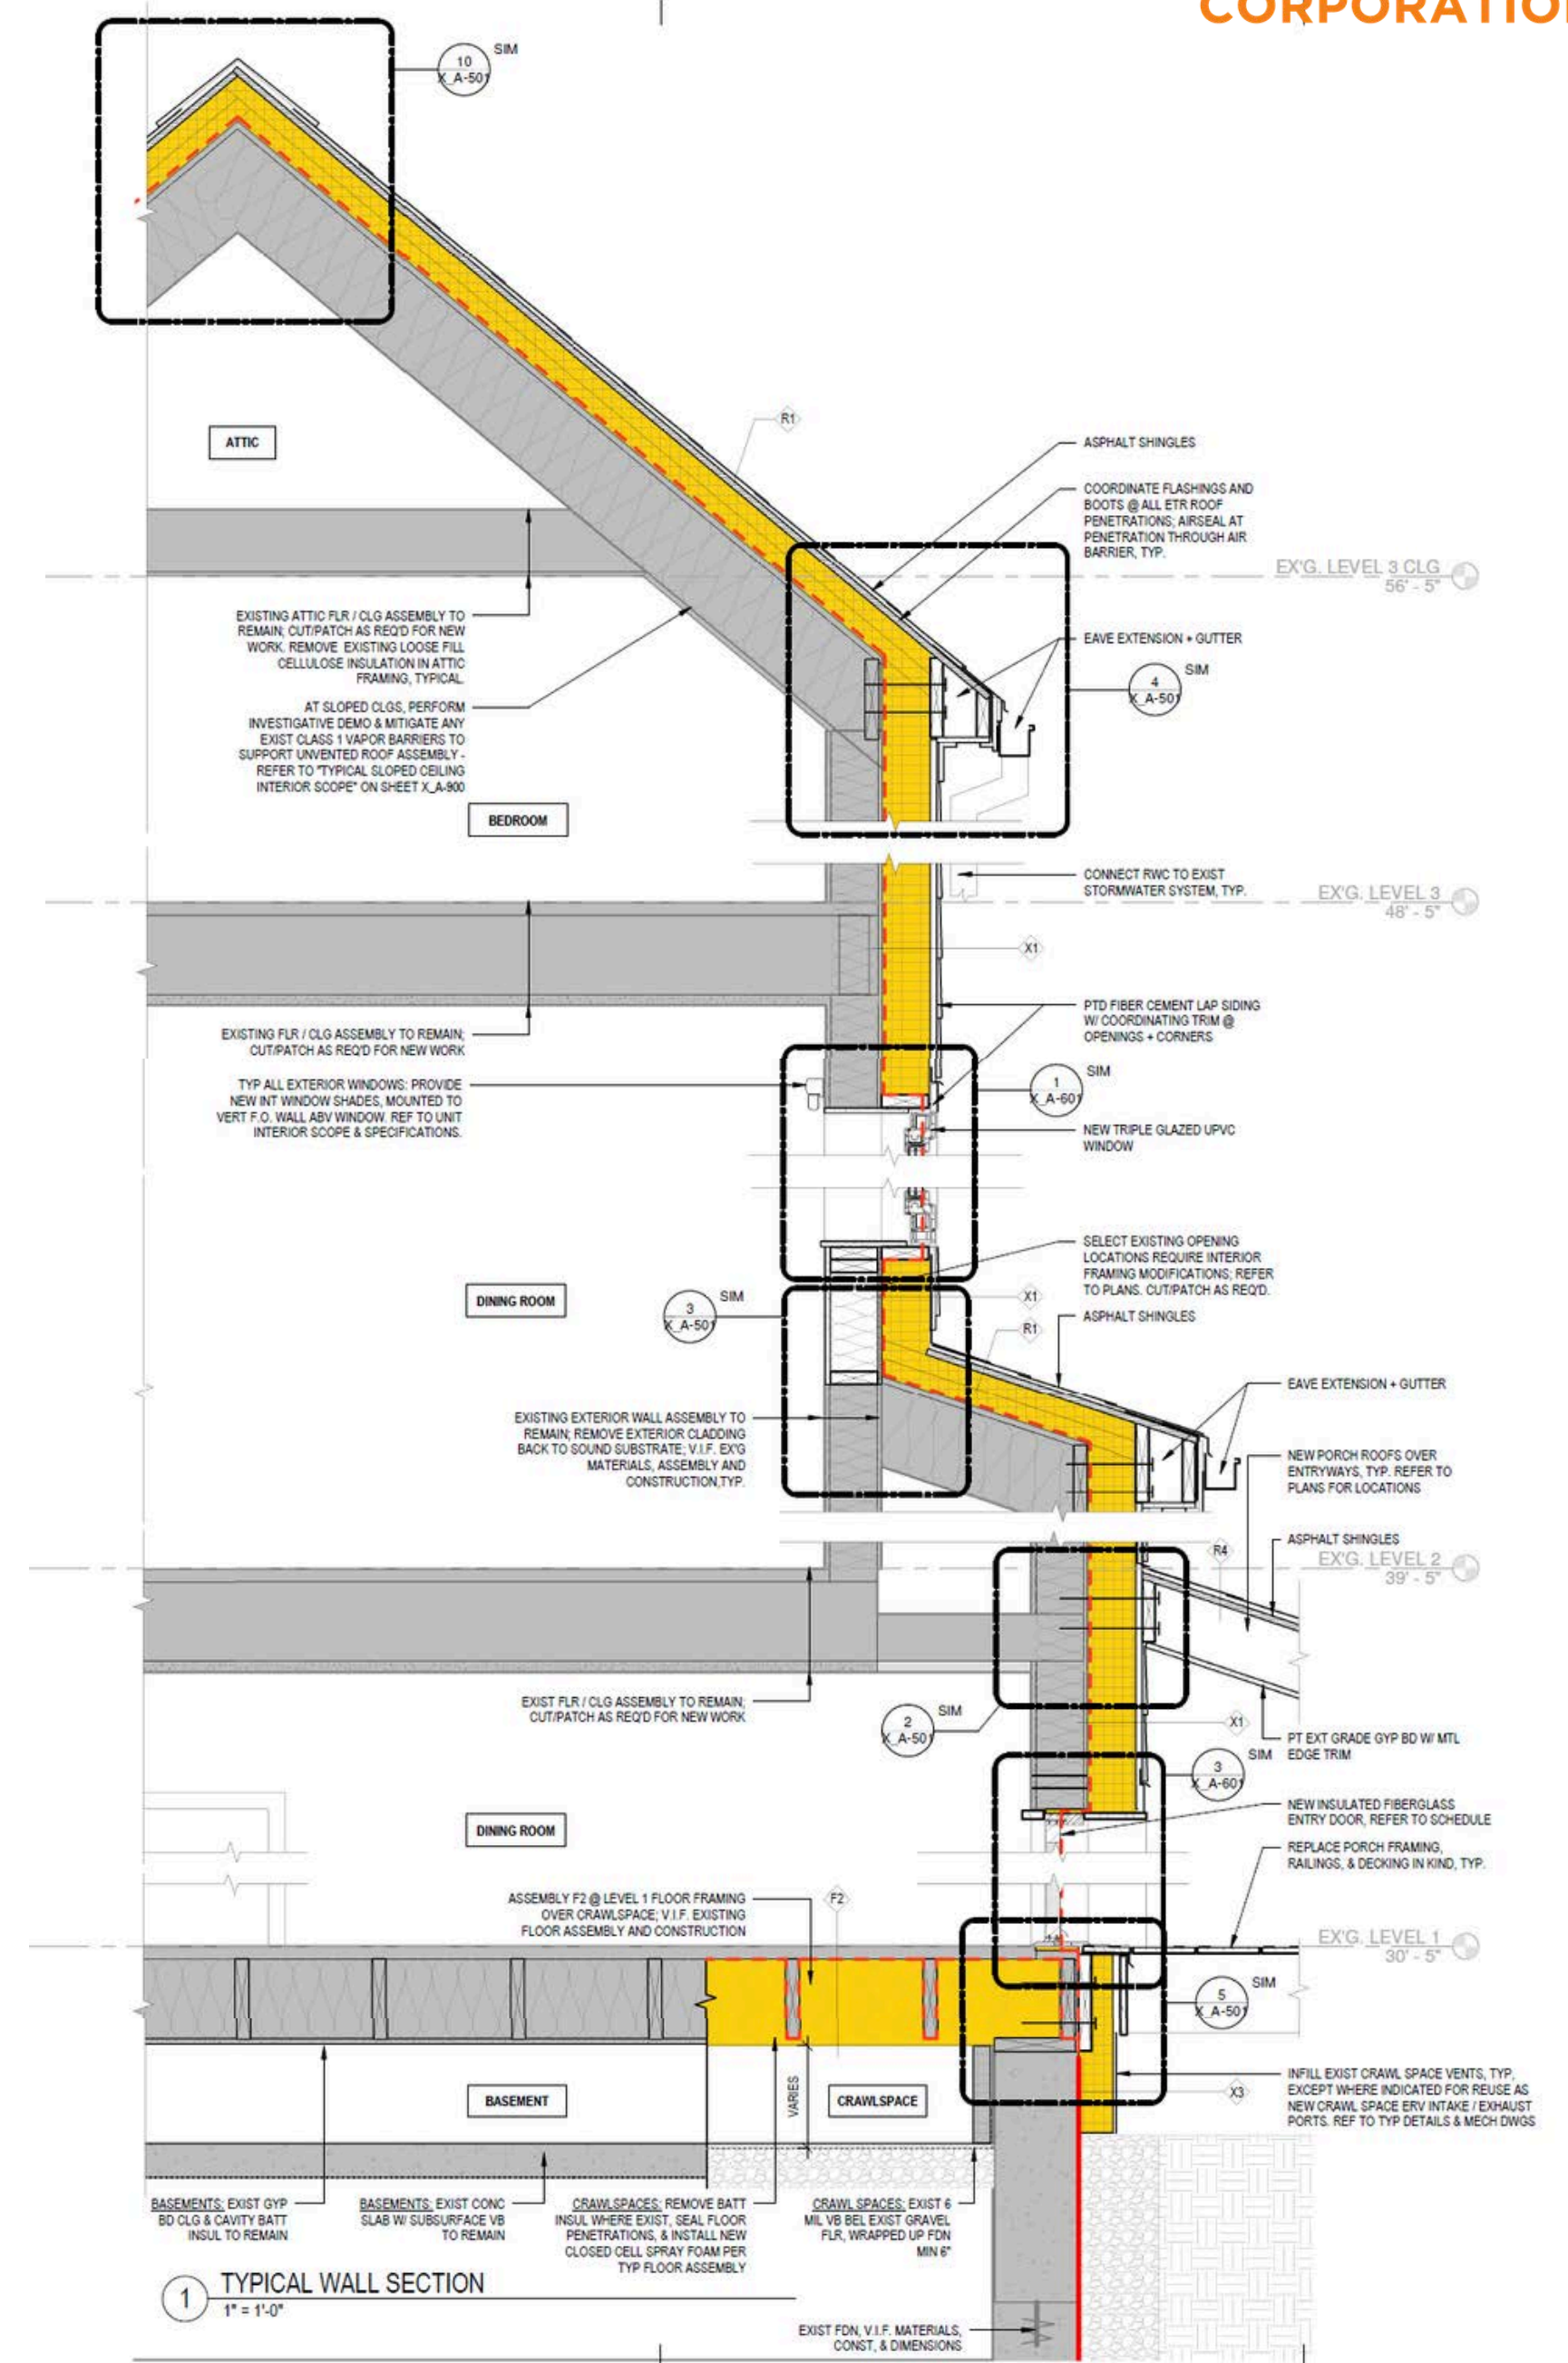 CORPORATIO
10
X_A-501
SIM
R1
ATTIC
ASPHALT SHINGLES
COORDINATE FLASHINGS AND
BOOTS @ ALL ETR ROOF
PENETRATIONS; AIRSEAL AT
PENETRATION THROUGH AIR
BARRIER, TYP.
EX'G. LEVEL 3 CLG
56' - 5"
EXISTING ATTIC FLR / CLG ASSEMBLY TO
REMAIN; CUT/PATCH AS REQ'D FOR NEW
WORK. REMOVE EXISTING LOOSE FILL
CELLULOSE INSULATION IN ATTIC
FRAMING, TYPICAL.
EAVE EXTENSION + GUTTER
4
X_A-501
SIM
AT SLOPED CLGS, PERFORM
INVESTIGATIVE DEMO & MITIGATE ANY
EXIST CLASS 1 VAPOR BARRIERS TO
SUPPORT UNVENTED ROOF ASSEMBLY -
REFER TO "TYPICAL SLOPED CEILING
INTERIOR SCOPE" ON SHEET X_A-900
BEDROOM
CONNECT RWC TO EXIST
STORMWATER SYSTEM, TYP.
EX'G. LEVEL 3
48' - 5"
X1
PTD FIBER CEMENT LAP SIDING
W/ COORDINATING TRIM @
OPENINGS + CORNERS
EXISTING FLR / CLG ASSEMBLY TO REMAIN;
CUT/PATCH AS REQ'D FOR NEW WORK
TYP ALL EXTERIOR WINDOWS: PROVIDE
NEW INT WINDOW SHADES, MOUNTED TO
VERT F.O. WALL ABV WINDOW. REF TO UNIT
INTERIOR SCOPE & SPECIFICATIONS.
1
X_A-601
SIM
NEW TRIPLE GLAZED UPVC
WINDOW
SELECT EXISTING OPENING
LOCATIONS REQUIRE INTERIOR
FRAMING MODIFICATIONS; REFER
TO PLANS. CUT/PATCH AS REQ'D.
DINING ROOM
3
X_A-501
SIM
X1
R1
ASPHALT SHINGLES
EAVE EXTENSION + GUTTER
EXISTING EXTERIOR WALL ASSEMBLY TO
REMAIN; REMOVE EXTERIOR CLADDING
BACK TO SOUND SUBSTRATE; V.I.F. EX'G
MATERIALS, ASSEMBLY AND
CONSTRUCTION,TYP.
NEW PORCH ROOFS OVER
ENTRYWAYS, TYP. REFER TO
PLANS FOR LOCATIONS
R4
ASPHALT SHINGLES
EX'G. LEVEL 2
39' - 5"
EXIST FLR / CLG ASSEMBLY TO REMAIN;
CUT/PATCH AS REQ'D FOR NEW WORK
2
X_A-501
SIM
X1
PT EXT GRADE GYP BD W/ MTL
EDGE TRIM
3
X_A-601
SIM
DINING ROOM
NEW INSULATED FIBERGLASS
ENTRY DOOR, REFER TO SCHEDULE
REPLACE PORCH FRAMING,
RAILINGS, & DECKING IN KIND, TYP.
ASSEMBLY F2 @ LEVEL 1 FLOOR FRAMING
OVER CRAWLSPACE; V.I.F. EXISTING
FLOOR ASSEMBLY AND CONSTRUCTION
F2
EX'G. LEVEL 1
30' - 5"
5
X_A-501
SIM
BASEMENT
VARIES
CRAWLSPACE
X3
INFILL EXIST CRAWL SPACE VENTS, TYP,
EXCEPT WHERE INDICATED FOR REUSE AS
NEW CRAWL SPACE ERV INTAKE / EXHAUST
PORTS. REF TO TYP DETAILS & MECH DWGS
BASEMENTS: EXIST GYP
BD CLG & CAVITY BATT
INSUL TO REMAIN
BASEMENTS: EXIST CONC
SLAB W/ SUBSURFACE VB
TO REMAIN
CRAWLSPACES: REMOVE BATT
INSUL WHERE EXIST, SEAL FLOOR
PENETRATIONS, & INSTALL NEW
CLOSED CELL SPRAY FOAM PER
TYP FLOOR ASSEMBLY
CRAWL SPACES: EXIST 6
MIL VB BEL EXIST GRAVEL
FLR, WRAPPED UP FDN
MIN 6"
1
TYPICAL WALL SECTION
1" = 1'-0"
EXIST FDN, V.I.F. MATERIALS,
CONST, & DIMENSIONS